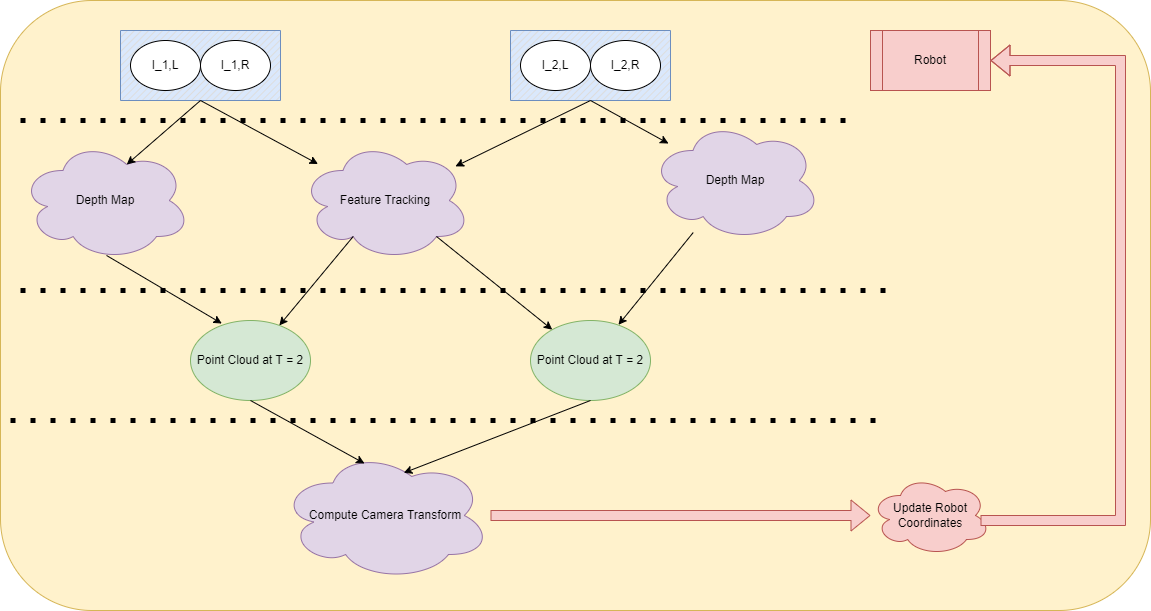 I_1,L
I_1,R
I_2,L
I_2,R
Robot
Depth Map
Feature Tracking
Depth Map
Point Cloud at T = 2
Point Cloud at T = 2
Compute Camera Transform
Update Robot
Coordinates